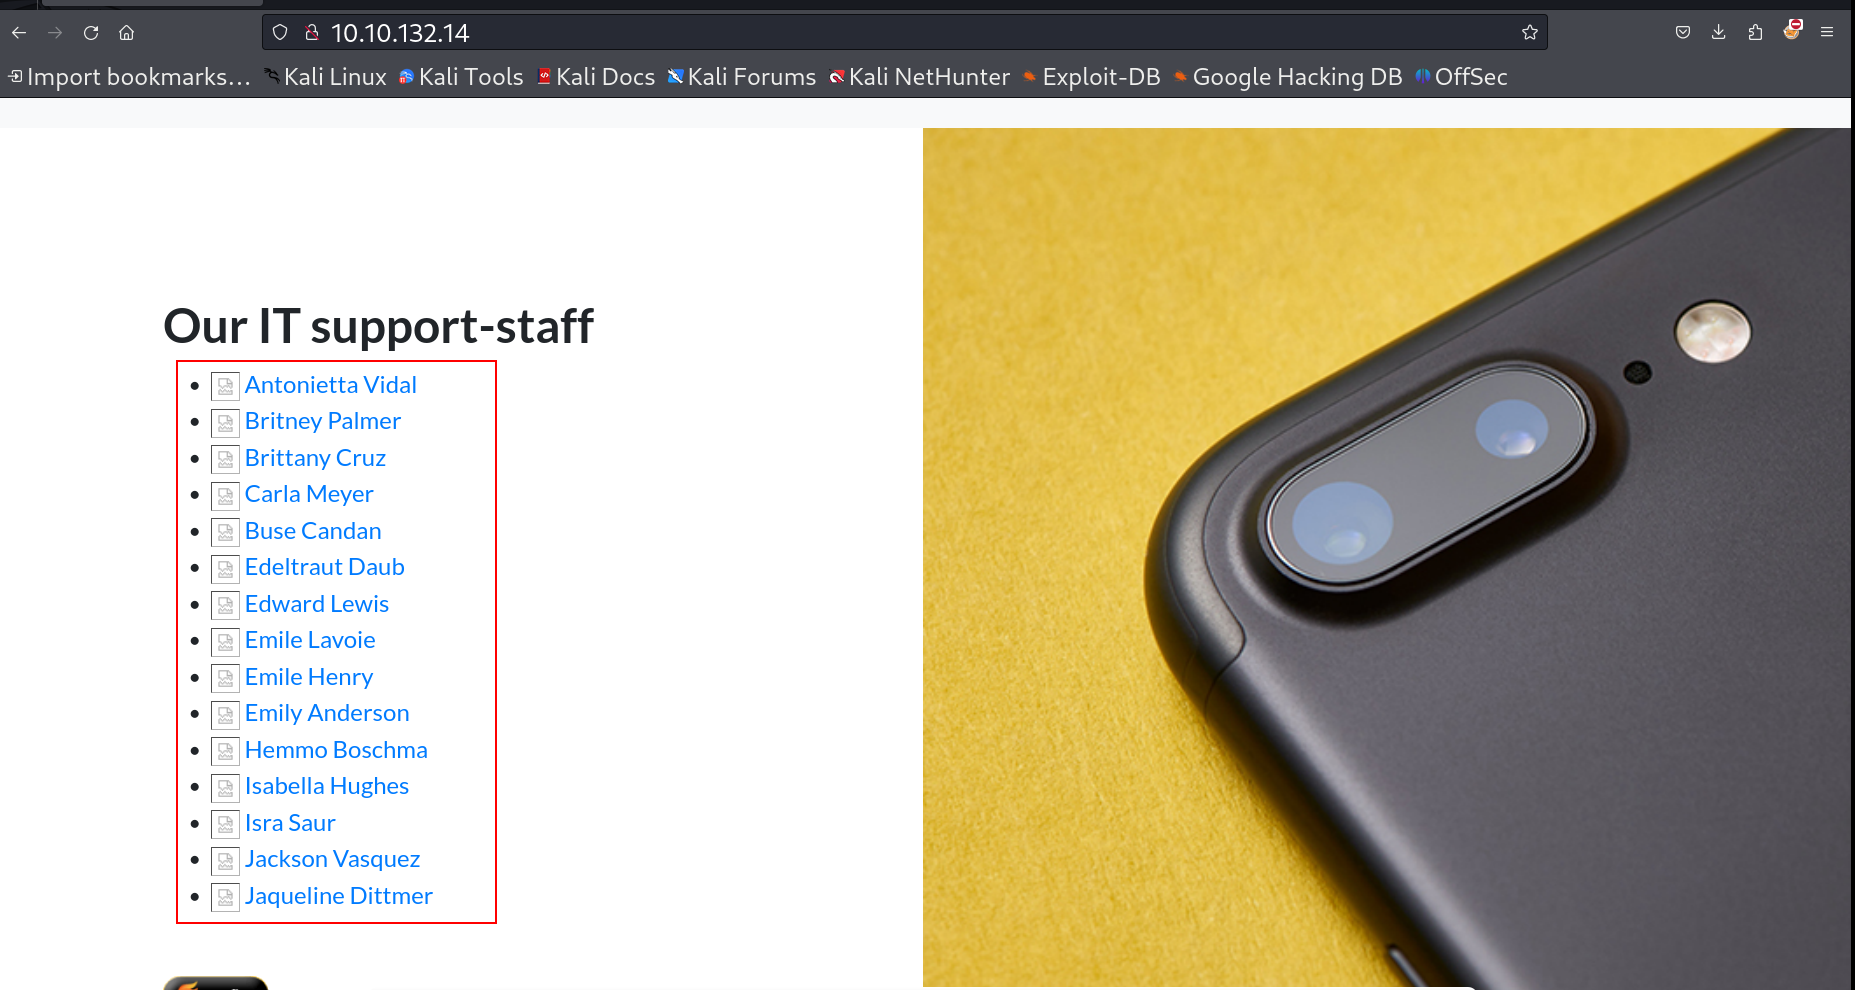 10.10.132.14
Import bookmarks... Kali Linux Kali Tools Kali Docs Kali Forums Kali NetHunter Exploit-DB Google Hacking DB OffSec
Our IT support-staff
Antonietta Vidal
Britney Palmer
Brittany Cruz
Carla Meyer
Buse Candan
Edeltraut Daub
Edward Lewis
Emile Lavoie
Emile Henry
Emily Anderson
Hemmo Boschma
Isabella Hughes
Isra Saur
Jackson Vasquez
Jaqueline Dittmer